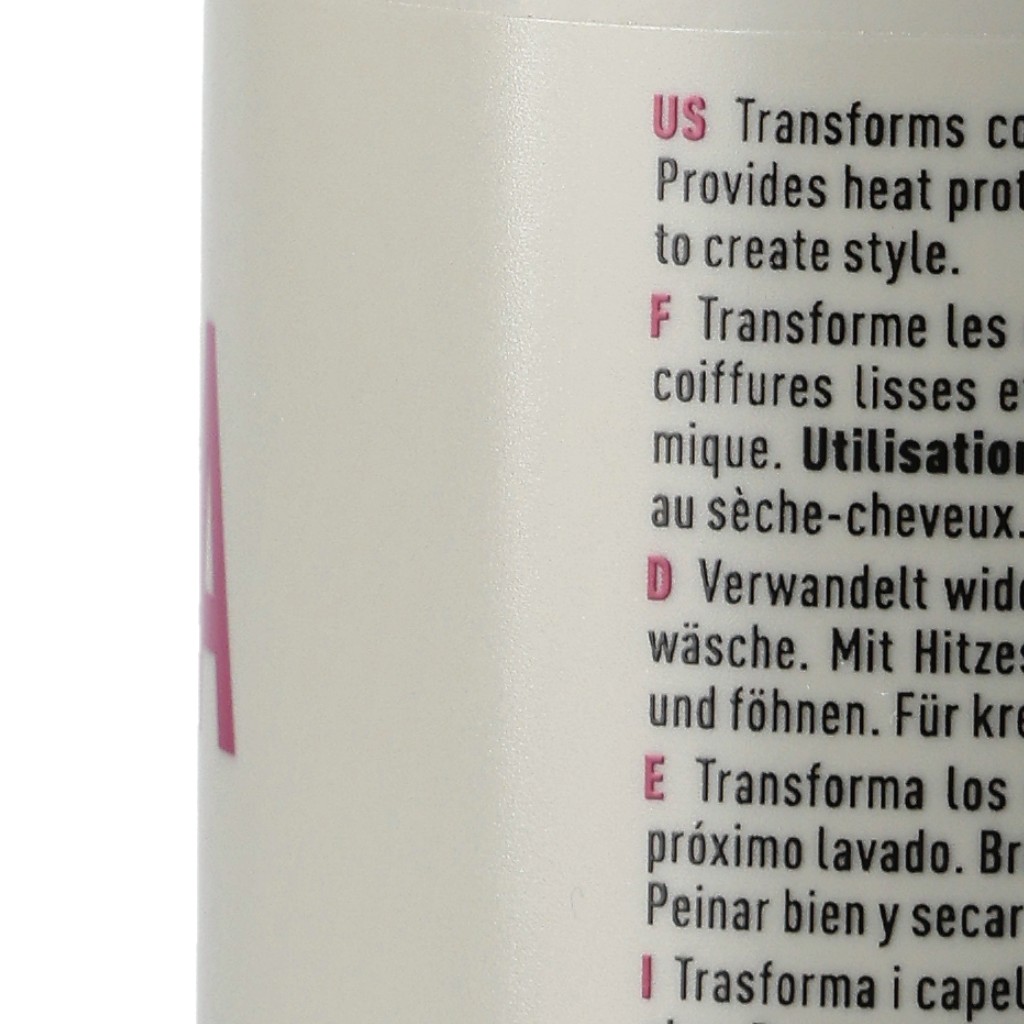 US Transforms
Provides heat
to create style.
F Transforme les
coiffures lisses
mique. Utilisation
au sèche-cheveux.
D Verwandelt
wäsche. Mit
und föhnen. Für
E Transforma los
próximo lavado.
Peinar bien y secar
I Trasforma i
A